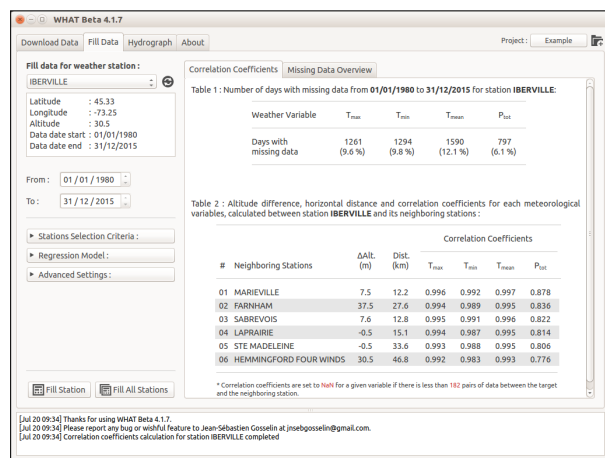 WHAT Beta 4.1.7
Download Data Fill Data Hydrograph About Project : Example
Fill data for weather station :
IBERVILLE
Latitude : 45.33
Longitude : -73.25
Altitude : 30.5
Data date start : 01/01/1980
Data date end : 31/12/2015
From : 01 / 01 / 1980
To : 31 / 12 / 2015
Stations Selection Criteria :
Regression Model :
Advanced Settings :
Fill Station Fill All Stations
Correlation Coefficients Missing Data Overview
Table 1 : Number of days with missing data from 01/01/1980 to 31/12/2015 for station IBERVILLE:
Weather Variable Tmax Tmin Tmean Ptot
Days with 1261 1294 1590 797
missing data (9.6 %) (9.8 %) (12.1 %) (6.1 %)
Table 2 : Altitude difference, horizontal distance and correlation coefficients for each meteorological
variables, calculated between station IBERVILLE and its neighboring stations :
Correlation Coefficients
ΔAlt. Dist.
# Neighboring Stations (m) (km) Tmax Tmin Tmean Ptot
01 MARIEVILLE 7.5 12.2 0.996 0.992 0.997 0.878
02 FARNHAM 37.5 27.6 0.994 0.989 0.995 0.836
03 SABREVOIS 7.6 12.8 0.995 0.991 0.996 0.822
04 LAPRAIRIE -0.5 15.1 0.994 0.987 0.995 0.814
05 STE MADELEINE -0.5 33.6 0.993 0.988 0.995 0.806
06 HEMMINGFORD FOUR WINDS 30.5 46.8 0.992 0.983 0.993 0.776
* Correlation coefficients are set to NaN for a given variable if there is less than 182 pairs of data between the target
and the neighboring station.
[Jul 20 09:34] Thanks for using WHAT Beta 4.1.7.
[Jul 20 09:34] Please report any bug or wishful feature to Jean-Sébastien Gosselin at jnsebgosselin@gmail.com.
[Jul 20 09:34] Correlation coefficients calculation for station IBERVILLE completed